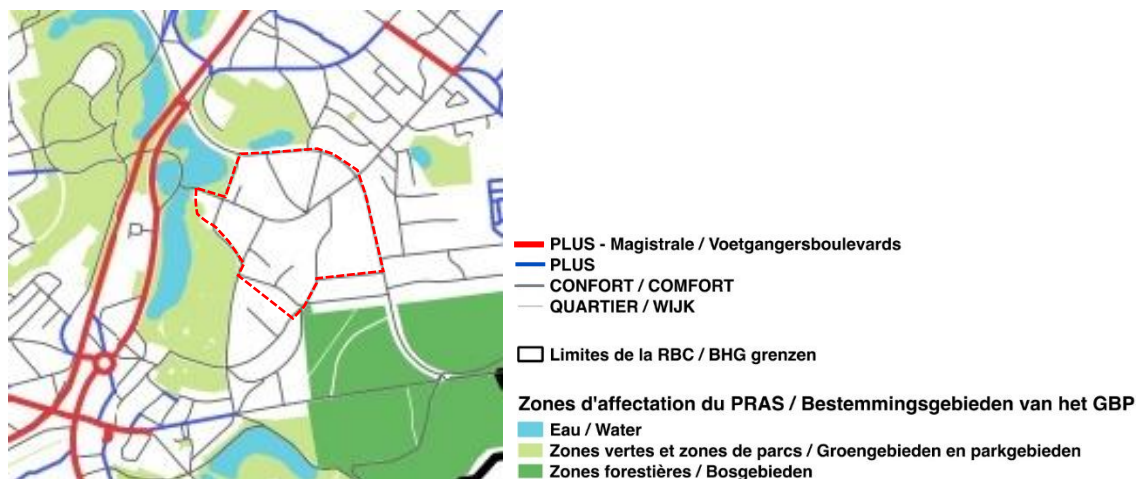 PLUS - Magistrale / Voetgangersboulevards
PLUS
CONFORT / COMFORT
QUARTIER / WIJK
Limites de la RBC / BHG grenzen
Zones d'affectation du PRAS / Bestemmingsgebieden van het GBP
Eau / Water
Zones vertes et zones de parcs / Groengebieden en parkgebieden
Zones forestières / Bosgebieden